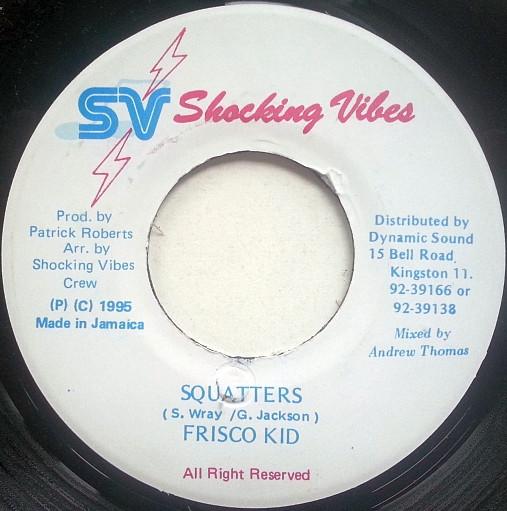 SV Shocking Vibes
Prod. by
Patrick Roberts
Arr. by
Shocking Vibes
Crew
(P) (C) 1995
Made in Jamaica
Distributed by
Dynamic Sound
15 Bell Road
Kingston 11.
92-39166 or
92-39138
Mixed by
Andrew Thomas
SQUATTERS
( S. Wray /G. Jackson )
FRISCO KID
All Right Reserved